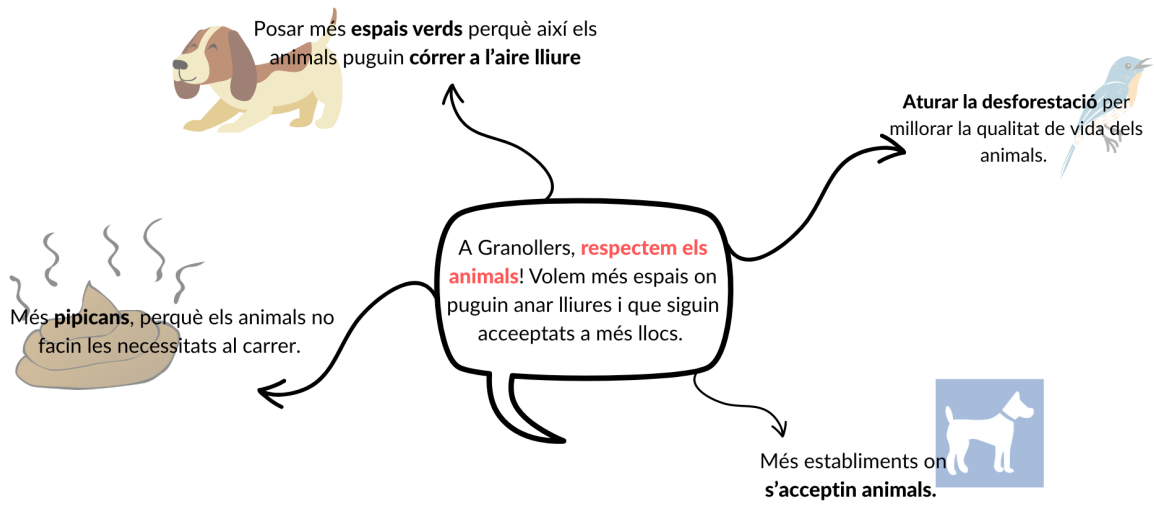 Posar més espais verds perquè així els
animals puguin córrer a l’aire lliure
Aturar la desforestació per
millorar la qualitat de vida dels
animals.
A Granollers, respectem els
animals! Volem més espais on
puguin anar lliures i que siguin
acceeptats a més llocs.
Més pipicans, perquè els animals no
facin les necessitats al carrer.
Més establiments on
s’acceptin animals.